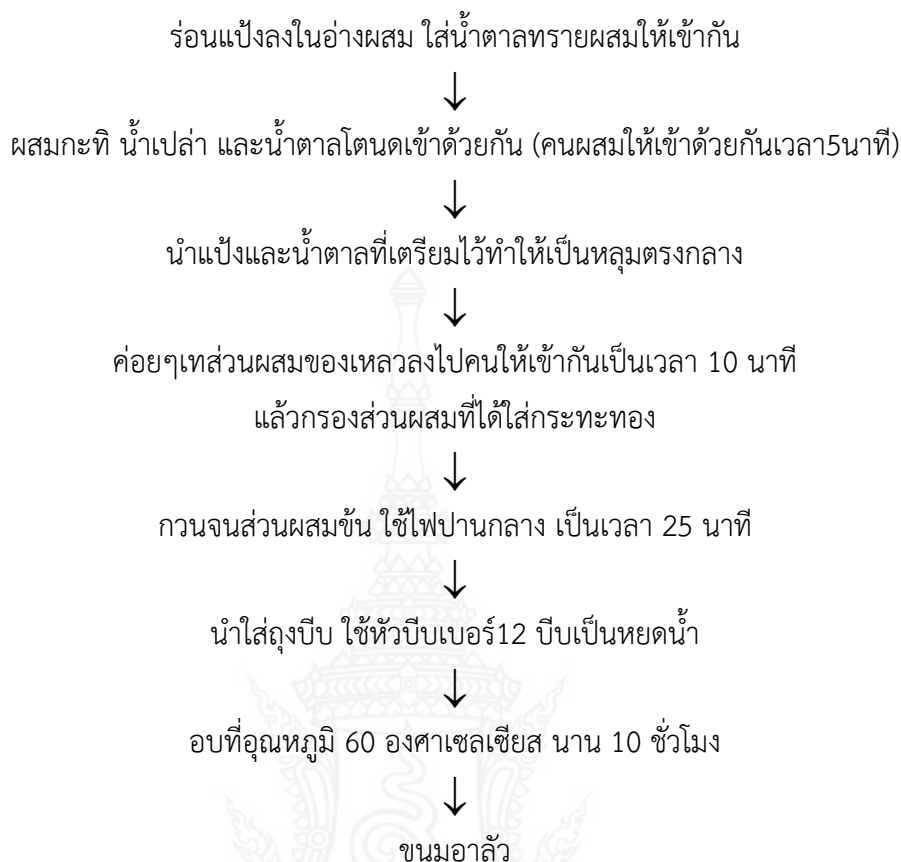 ร่อนแป้งลงในอ่างผสม ใส่น้ำตาลทรายผสมให้เข้ากัน
↓
ผสมกะทิ น้ำเปล่า และน้ำตาลโตนดเข้าด้วยกัน (คนผสมให้เข้าด้วยกันเวลา5นาที)
↓
นำแป้งและน้ำตาลที่เตรียมไว้ทำให้เป็นหลุมตรงกลาง
↓
ค่อยๆเทส่วนผสมของเหลวลงไปคนให้เข้ากันเป็นเวลา 10 นาที
แล้วกรองส่วนผสมที่ได้ใส่กระทะทอง
↓
กวนจนส่วนผสมข้น ใช้ไฟปานกลาง เป็นเวลา 25 นาที
↓
นำใส่ถุงบีบ ใช้หัวบีบเบอร์12 บีบเป็นหยดน้ำ
↓
อบที่อุณหภูมิ 60 องศาเซลเซียส นาน 10 ชั่วโมง
↓
ขนมอาลัว